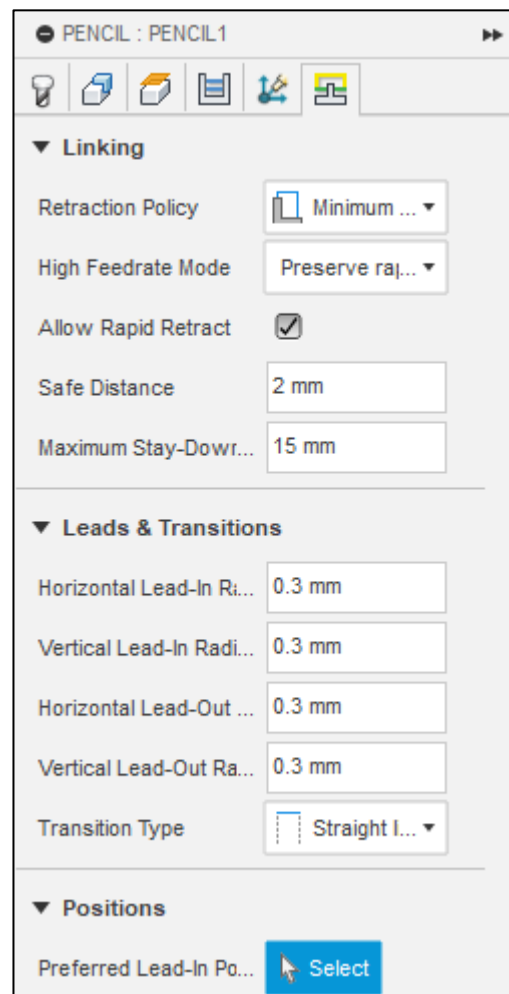 PENCIL : PENCIL1
Linking
Retraction Policy Minimum ...
High Feedrate Mode Preserve rap...
Allow Rapid Retract
Safe Distance 2 mm
Maximum Stay-Down... 15 mm
Leads & Transitions
Horizontal Lead-In Ra... 0.3 mm
Vertical Lead-In Radi... 0.3 mm
Horizontal Lead-Out ... 0.3 mm
Vertical Lead-Out Ra... 0.3 mm
Transition Type Straight l...
Positions
Preferred Lead-In Po... Select